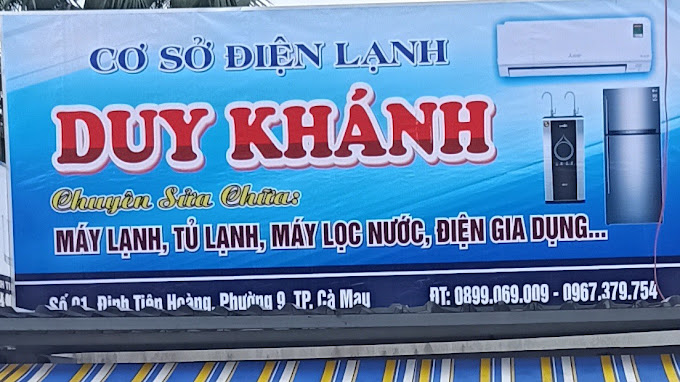 CƠ SỞ ĐIỆN LẠNH
DUY KHÁNH
Chuyên Sửa Chữa:
MÁY LẠNH, TỦ LẠNH, MÁY LỌC NƯỚC, ĐIỆN GIA DỤNG...
Số 01, Đinh Tiên Hoàng, Phường 9, TP. Cà Mau ĐT: 0899.069.009 - 0967.379.754